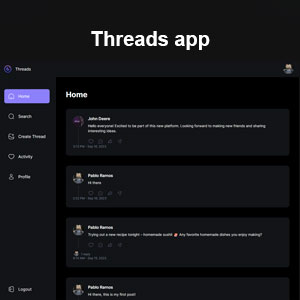 Threads app
Threads
Home
Search
Create Thread
Activity
Profile
Logout
Home
John Deere
Hello everyone! Excited to be part of this new platform. Looking forward to making new friends and sharing
interesting ideas.
Pablo Ramos
Hi there
Pablo Ramos
Trying out a new recipe tonight - homemade sushi! 🍣 Any favorite homemade dishes you enjoy making?
Pablo Ramos
Hi there, this is my first post!